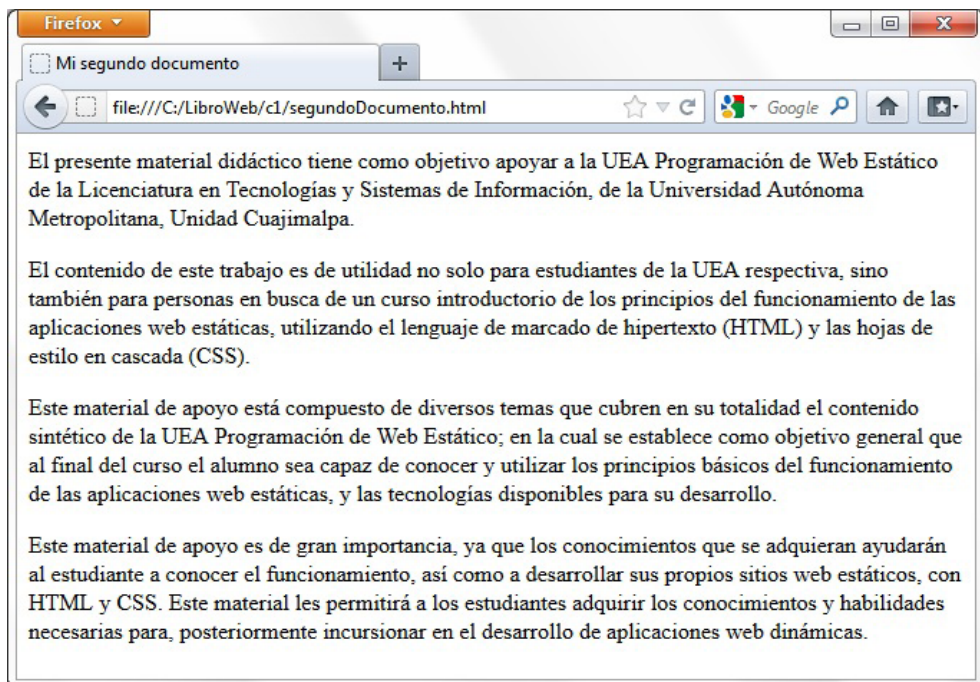 Firefox
Mi segundo documento
file:///C:/LibroWeb/c1/segundoDocumento.html
Google
El presente material didáctico tiene como objetivo apoyar a la UEA Programación de Web Estático
de la Licenciatura en Tecnologías y Sistemas de Información, de la Universidad Autónoma
Metropolitana, Unidad Cuajimalpa.
El contenido de este trabajo es de utilidad no solo para estudiantes de la UEA respectiva, sino
también para personas en busca de un curso introductorio de los principios del funcionamiento de las
aplicaciones web estáticas, utilizando el lenguaje de marcado de hipertexto (HTML) y las hojas de
estilo en cascada (CSS).
Este material de apoyo está compuesto de diversos temas que cubren en su totalidad el contenido
sintético de la UEA Programación de Web Estático; en la cual se establece como objetivo general que
al final del curso el alumno sea capaz de conocer y utilizar los principios básicos del funcionamiento
de las aplicaciones web estáticas, y las tecnologías disponibles para su desarrollo.
Este material de apoyo es de gran importancia, ya que los conocimientos que se adquieran ayudarán
al estudiante a conocer el funcionamiento, así como a desarrollar sus propios sitios web estáticos, con
HTML y CSS. Este material les permitirá a los estudiantes adquirir los conocimientos y habilidades
necesarias para, posteriormente incursionar en el desarrollo de aplicaciones web dinámicas.